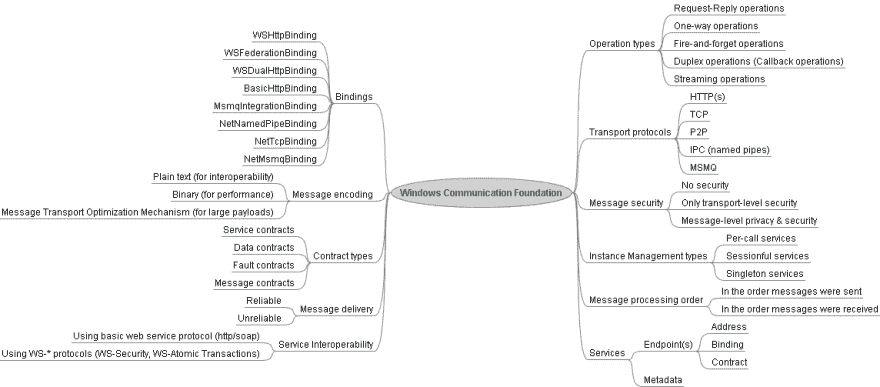 WSHttpBinding
WSFederationBinding
WSDualHttpBinding
BasicHttpBinding
MsmqIntegrationBinding
NetNamedPipeBinding
NetTcpBinding
NetMsmqBinding
Bindings
Plain text (for interoperability)
Binary (for performance)
Message Transport Optimization Mechanism (for large payloads)
Message encoding
Service contracts
Data contracts
Fault contracts
Message contracts
Contract types
Reliable
Unreliable
Message delivery
Using basic web service protocol (http/soap)
Using WS-* protocols (WS-Security, WS-Atomic Transactions)
Service Interoperability
Windows Communication Foundation
Operation types
Request-Reply operations
One-way operations
Fire-and-forget operations
Duplex operations (Callback operations)
Streaming operations
Transport protocols
HTTP(s)
TCP
P2P
IPC (named pipes)
MSMQ
Message security
No security
Only transport-level security
Message-level privacy & security
Instance Management types
Per-call services
Sessionful services
Singleton services
Message processing order
In the order messages were sent
In the order messages were received
Services
Endpoint(s)
Address
Binding
Contract
Metadata